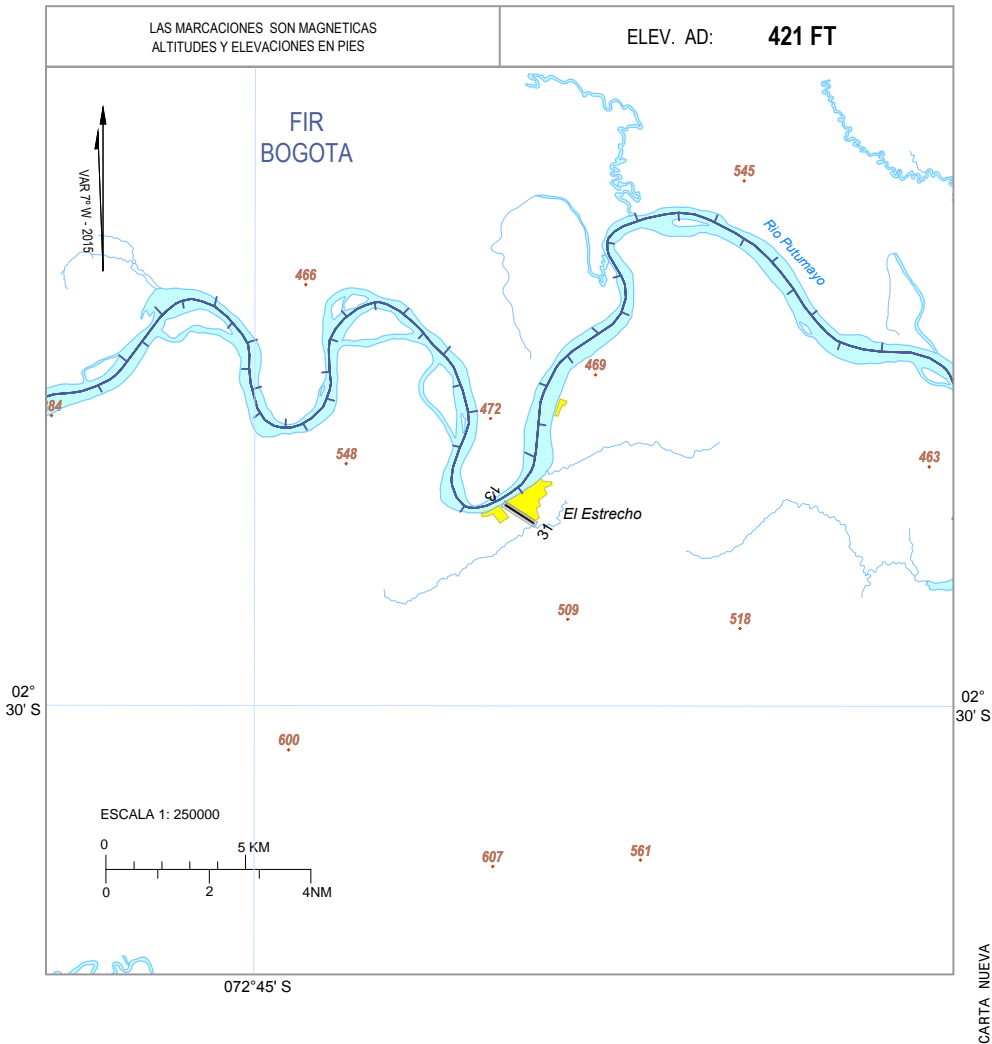 LAS MARCACIONES SON MAGNETICAS
ALTITUDES Y ELEVACIONES EN PIES
ELEV. AD: 421 FT
FIR
BOGOTA
VAR 7° W - 2015
545
Rio Putumayo
466
469
84
472
548
463
13
El Estrecho
31
509
518
02°
30' S
02°
30' S
600
ESCALA 1: 250000
0
5 KM
0
2
4NM
607
561
072°45' S
CARTA NUEVA